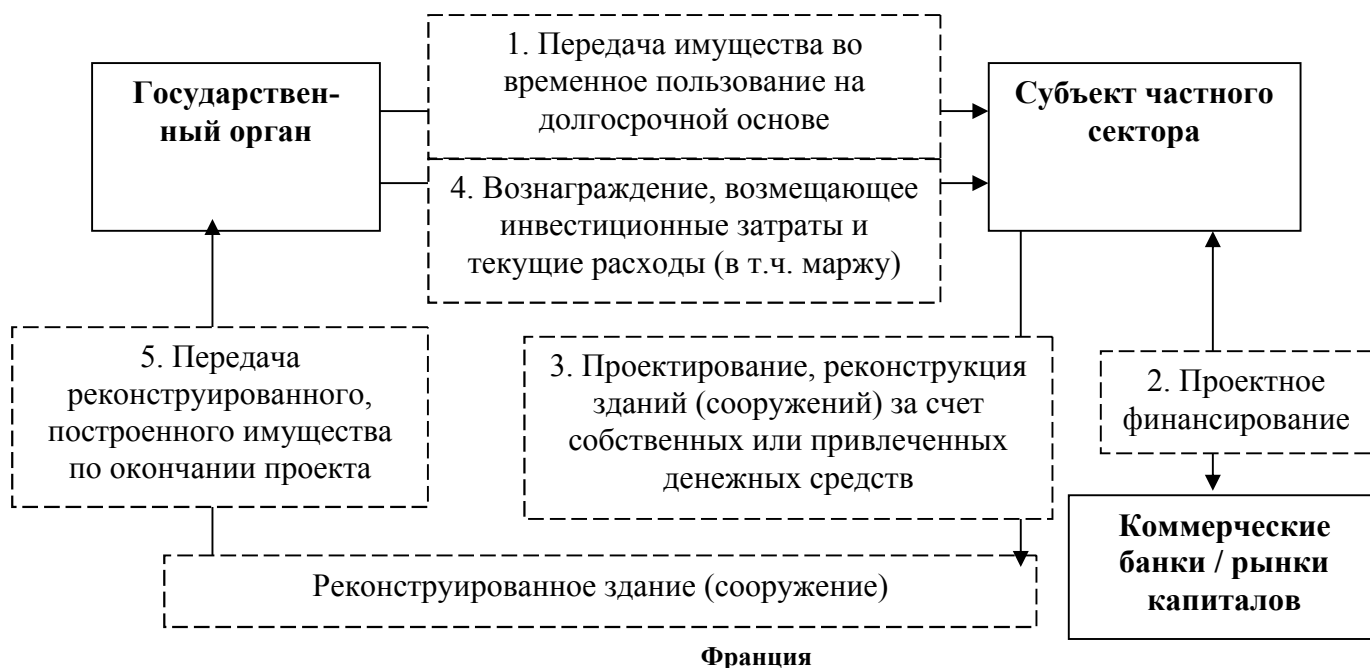 1. Передача имущества во
временное пользование на
долгосрочной основе
Государствен-
ный орган
Субъект частного
сектора
4. Вознаграждение, возмещающее
инвестиционные затраты и
текущие расходы (в т.ч. маржу)
5. Передача
реконструированного,
построенного имущества
по окончании проекта
3. Проектирование, реконструкция
зданий (сооружений) за счет
собственных или привлеченных
денежных средств
2. Проектное
финансирование
Коммерческие
банки / рынки
капиталов
Реконструированное здание (сооружение)
Франция